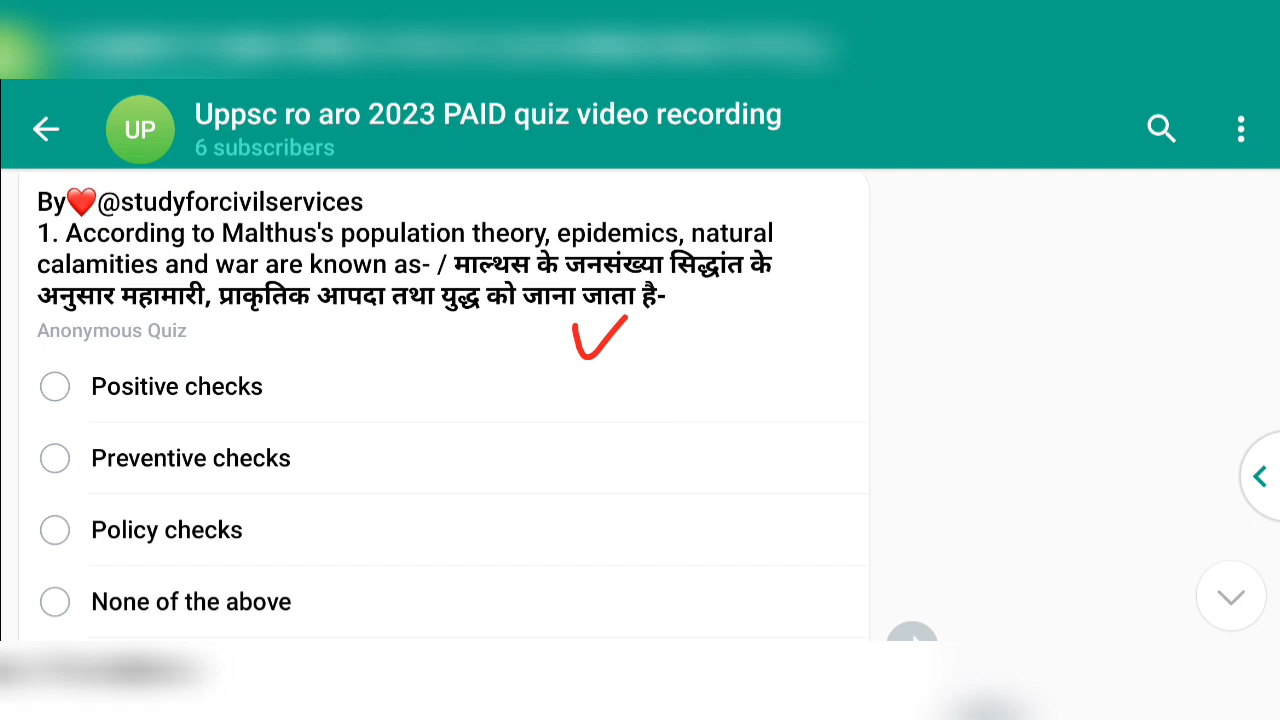 UP
Uppsc ro aro 2023 PAID quiz video recording
6 subscribers
By❤️@studyforcivilservices
1. According to Malthus's population theory, epidemics, natural
calamities and war are known as- / माल्थस के जनसंख्या सिद्धांत के
अनुसार महामारी, प्राकृतिक आपदा तथा युद्ध को जाना जाता है-
Anonymous Quiz
Positive checks
Preventive checks
Policy checks
None of the above